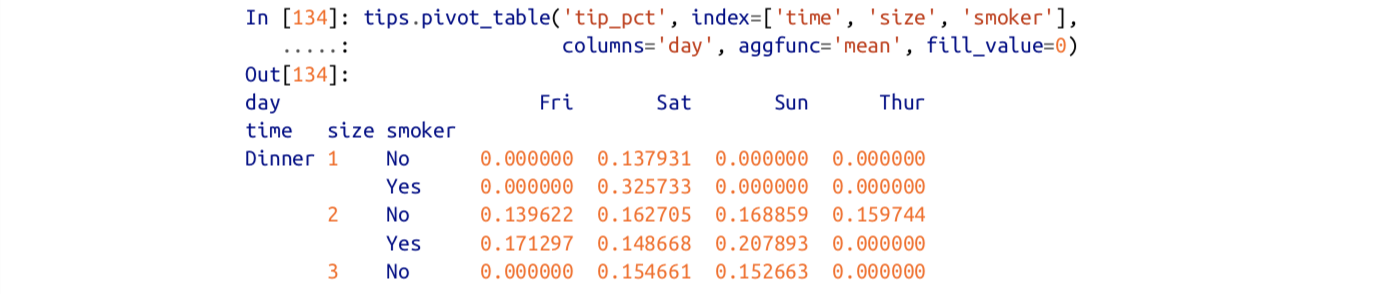 In [134]: tips.pivot_table('tip_pct', index=['time', 'size', 'smoker'],
   .....:                  columns='day', aggfunc='mean', fill_value=0)
Out[134]:
day                      Fri       Sat       Sun      Thur
time   size smoker
Dinner 1    No      0.000000  0.137931  0.000000  0.000000
            Yes     0.000000  0.325733  0.000000  0.000000
       2    No      0.139622  0.162705  0.168859  0.159744
            Yes     0.171297  0.148668  0.207893  0.000000
       3    No      0.000000  0.154661  0.152663  0.000000